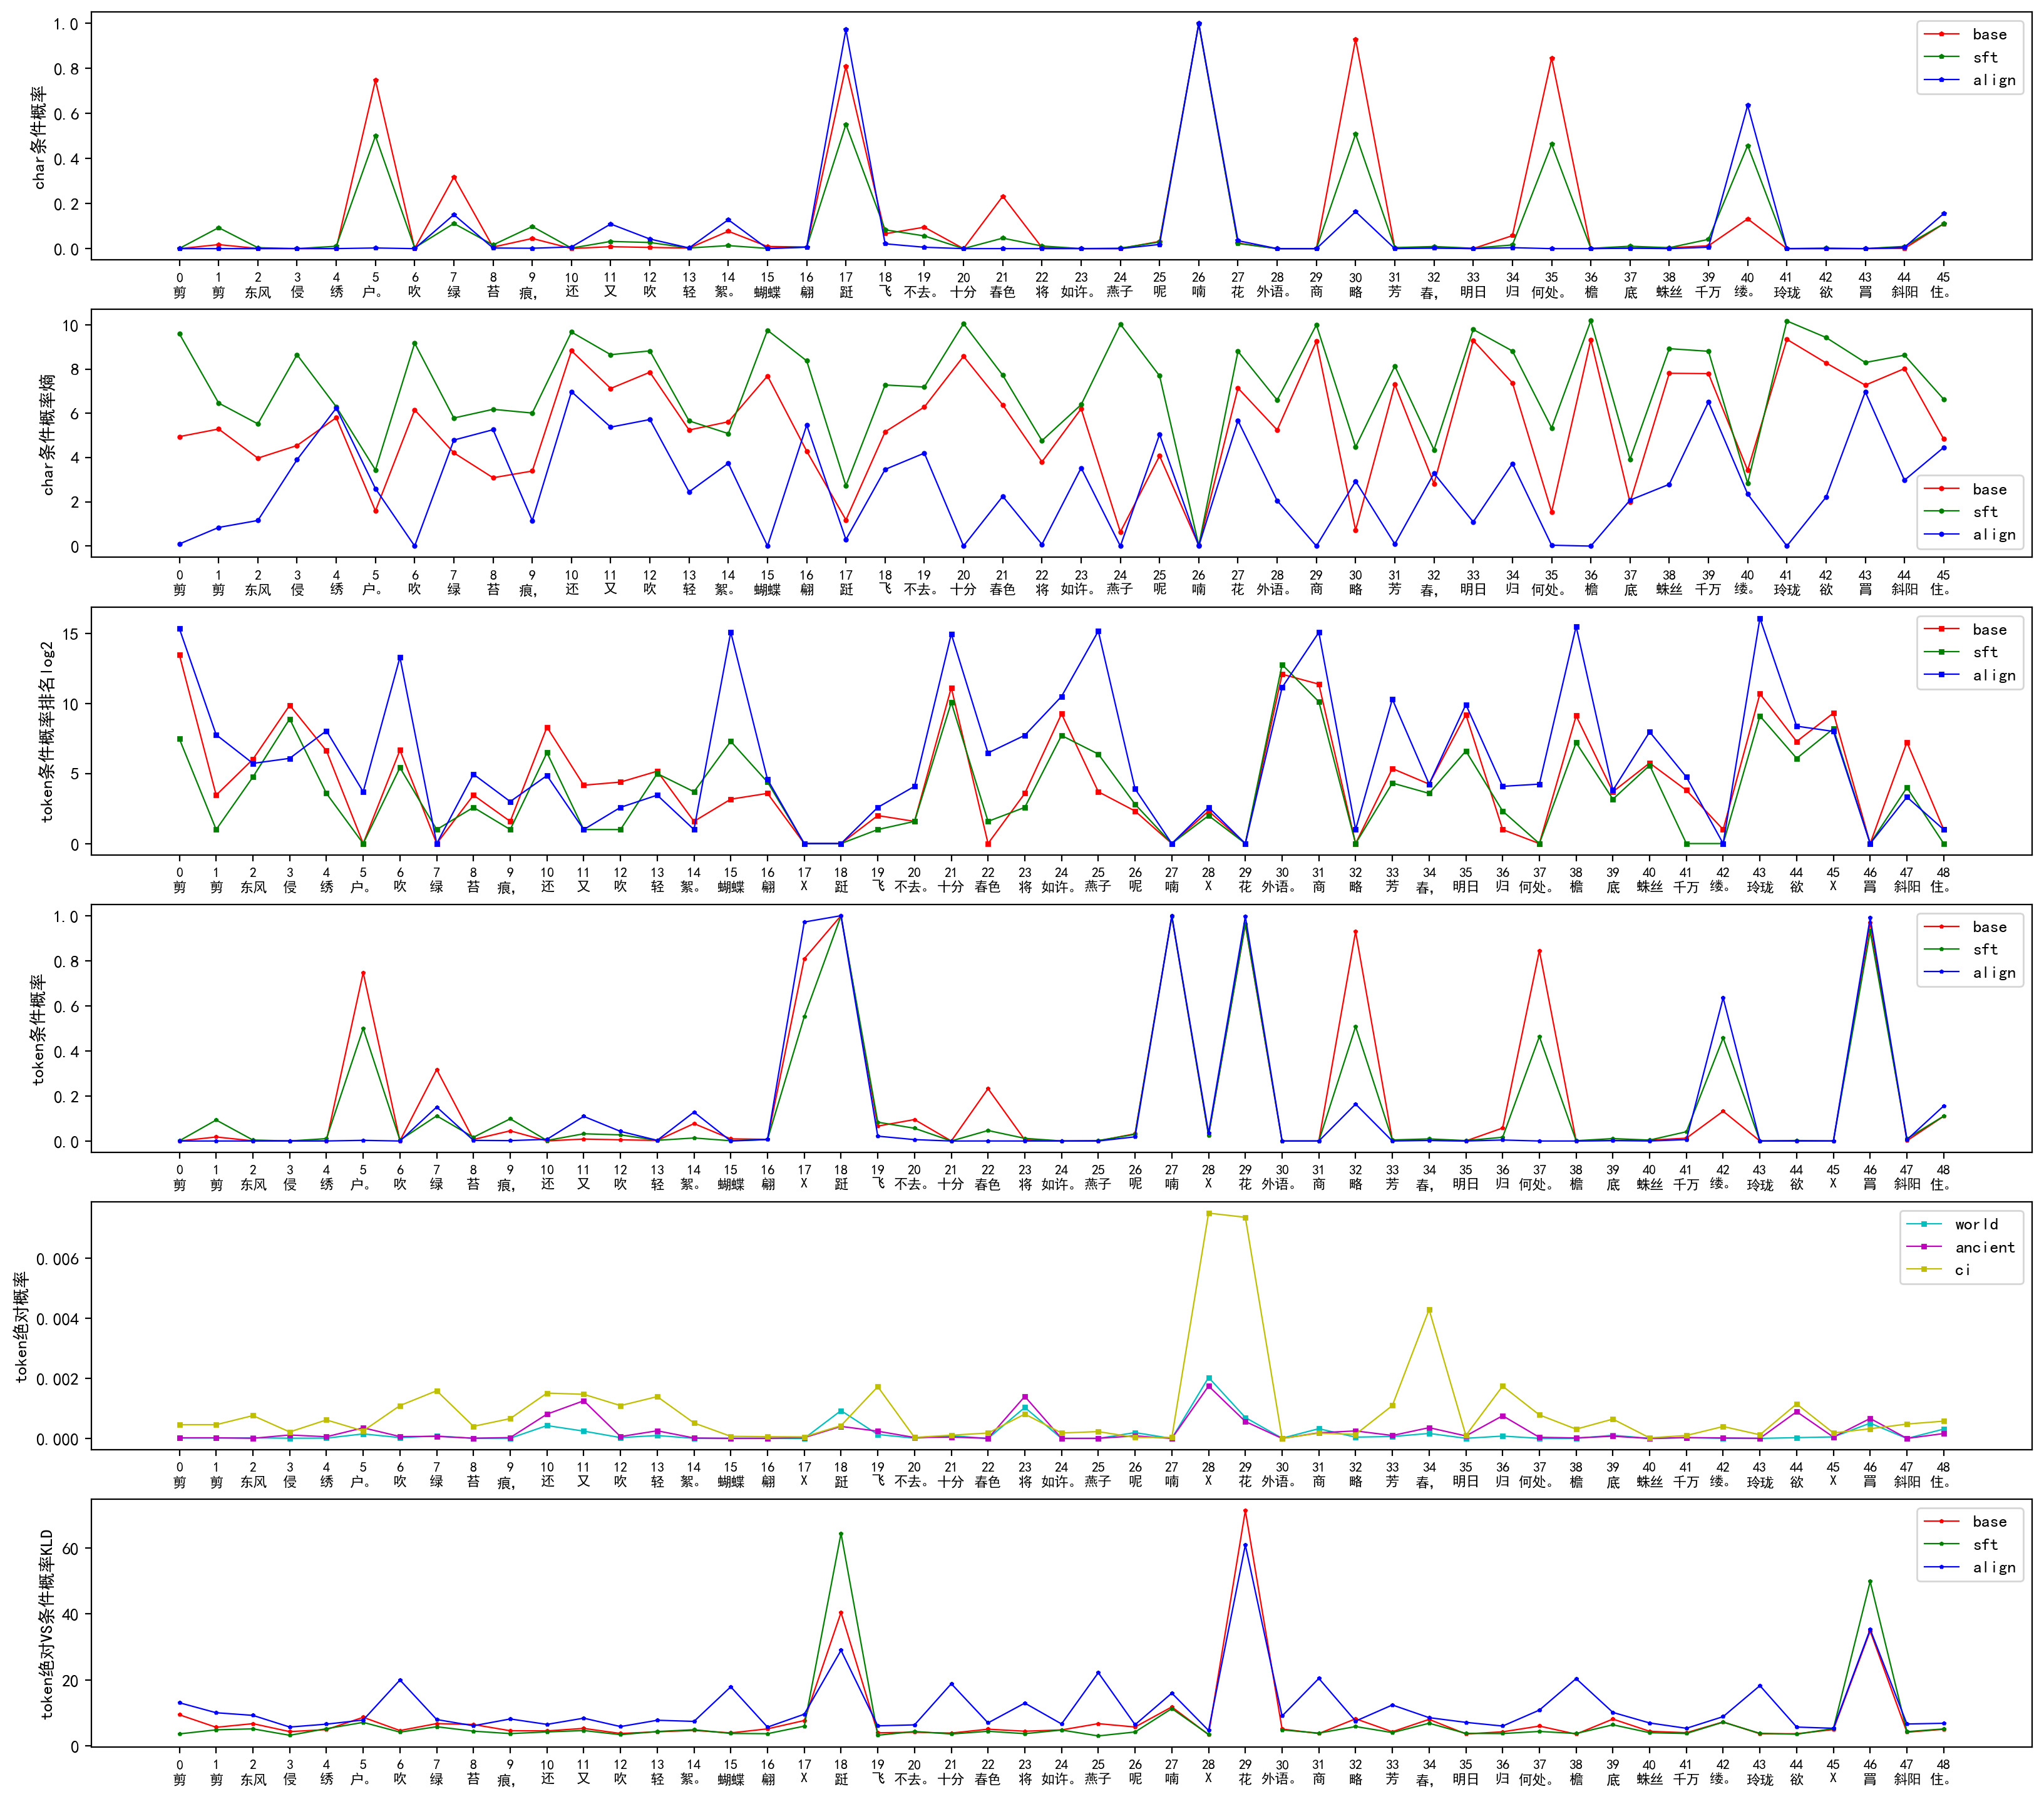 char条件概率
1.0
0.8
0.6
0.4
0.2
0.0
base
sft
align
0 1 2 3 4 5 6 7 8 9 10 11 12 13 14 15 16 17 18 19 20 21 22 23 24 25 26 27 28 29 30 31 32 33 34 35 36 37 38 39 40 41 42 43 44 45
剪 剪 东风 侵 绣 户。 吹 绿 苔 痕, 还 又 吹 轻 絮。 蝴蝶 翩 跹 飞 不去。 十分 春色 将 如许。 燕子 呢 喃 花 外语。 商 略 芳 春, 明日 归 何处。 檐 底 蛛丝 千万 缕。 玲珑 欲 罥 斜阳 住。
char条件概率熵
10
8
6
4
2
0
base
sft
align
0 1 2 3 4 5 6 7 8 9 10 11 12 13 14 15 16 17 18 19 20 21 22 23 24 25 26 27 28 29 30 31 32 33 34 35 36 37 38 39 40 41 42 43 44 45
剪 剪 东风 侵 绣 户。 吹 绿 苔 痕, 还 又 吹 轻 絮。 蝴蝶 翩 跹 飞 不去。 十分 春色 将 如许。 燕子 呢 喃 花 外语。 商 略 芳 春, 明日 归 何处。 檐 底 蛛丝 千万 缕。 玲珑 欲 罥 斜阳 住。
token条件概率排名log2
15
10
5
0
base
sft
align
0 1 2 3 4 5 6 7 8 9 10 11 12 13 14 15 16 17 18 19 20 21 22 23 24 25 26 27 28 29 30 31 32 33 34 35 36 37 38 39 40 41 42 43 44 45 46 47 48
剪 剪 东风 侵 绣 户。 吹 绿 苔 痕, 还 又 吹 轻 絮。 蝴蝶 翩 X 跹 飞 不去。 十分 春色 将 如许。 燕子 呢 喃 X 花 外语。 商 略 芳 春, 明日 归 何处。 檐 底 蛛丝 千万 缕。 玲珑 欲 X 罥 斜阳 住。
token条件概率
1.0
0.8
0.6
0.4
0.2
0.0
base
sft
align
0 1 2 3 4 5 6 7 8 9 10 11 12 13 14 15 16 17 18 19 20 21 22 23 24 25 26 27 28 29 30 31 32 33 34 35 36 37 38 39 40 41 42 43 44 45 46 47 48
剪 剪 东风 侵 绣 户。 吹 绿 苔 痕, 还 又 吹 轻 絮。 蝴蝶 翩 X 跹 飞 不去。 十分 春色 将 如许。 燕子 呢 喃 X 花 外语。 商 略 芳 春, 明日 归 何处。 檐 底 蛛丝 千万 缕。 玲珑 欲 X 罥 斜阳 住。
token绝对概率
0.006
0.004
0.002
0.000
world
ancient
ci
0 1 2 3 4 5 6 7 8 9 10 11 12 13 14 15 16 17 18 19 20 21 22 23 24 25 26 27 28 29 30 31 32 33 34 35 36 37 38 39 40 41 42 43 44 45 46 47 48
剪 剪 东风 侵 绣 户。 吹 绿 苔 痕, 还 又 吹 轻 絮。 蝴蝶 翩 X 跹 飞 不去。 十分 春色 将 如许。 燕子 呢 喃 X 花 外语。 商 略 芳 春, 明日 归 何处。 檐 底 蛛丝 千万 缕。 玲珑 欲 X 罥 斜阳 住。
token绝对VS条件概率KLD
60
40
20
0
base
sft
align
0 1 2 3 4 5 6 7 8 9 10 11 12 13 14 15 16 17 18 19 20 21 22 23 24 25 26 27 28 29 30 31 32 33 34 35 36 37 38 39 40 41 42 43 44 45 46 47 48
剪 剪 东风 侵 绣 户。 吹 绿 苔 痕, 还 又 吹 轻 絮。 蝴蝶 翩 X 跹 飞 不去。 十分 春色 将 如许。 燕子 呢 喃 X 花 外语。 商 略 芳 春, 明日 归 何处。 檐 底 蛛丝 千万 缕。 玲珑 欲 X 罥 斜阳 住。